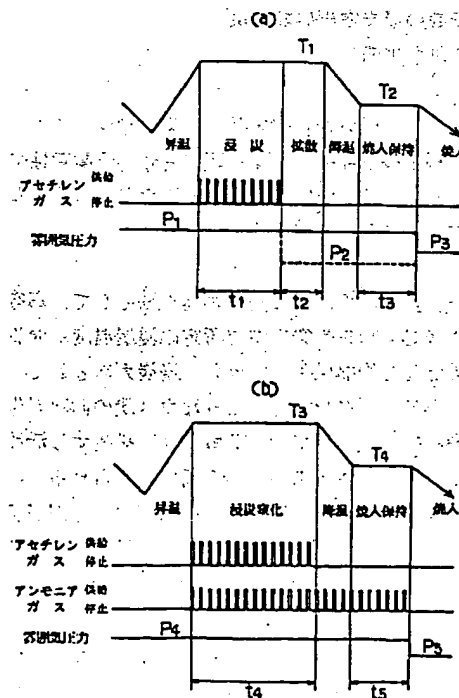 (a)
T1
T2
昇温 浸炭 拡散 降温 焼入保持 焼入
アセチレン 供給
ガス 停止
P1
雰囲気圧力
P3
P2
t1 t2 t3
(b)
T3
T4
昇温 浸炭窒化 降温 焼入保持 焼入
アセチレン 供給
ガス 停止
アンモニア 供給
ガス 停止
P4
雰囲気圧力
P5
t4 t5